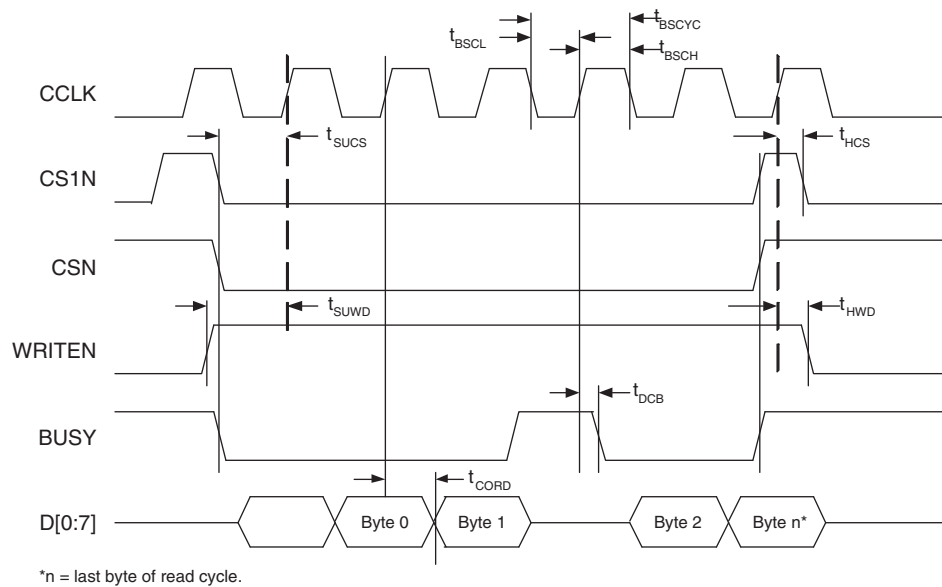 tBSCYC
tBSCL
tBSCH
CCLK
tSUCS
tHCS
CS1N
CSN
tSUWD
tHWD
WRITEN
tDCB
BUSY
tCORD
D[0:7]
Byte 0
Byte 1
Byte 2
Byte n*
*n = last byte of read cycle.